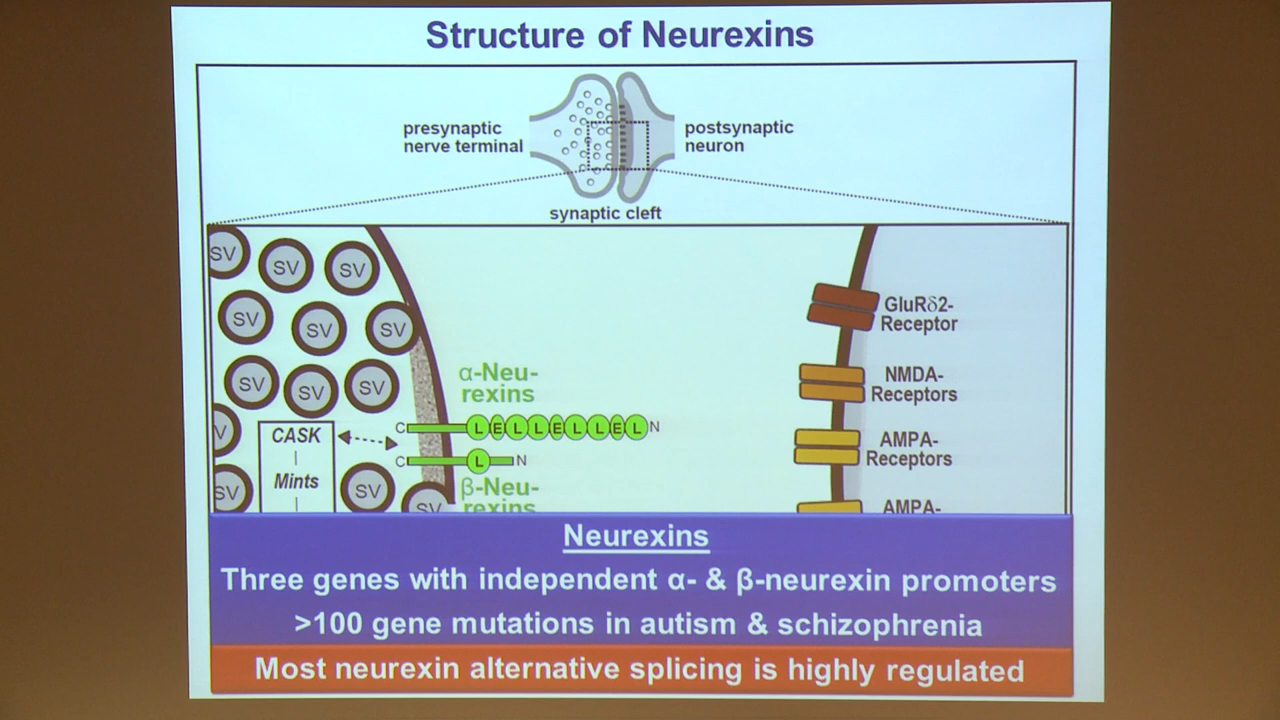 Structure of Neurexins
presynaptic
nerve terminal
postsynaptic
neuron
synaptic cleft
SV
SV
SV
SV
SV
SV
SV
SV
SV
V
SV
SV
SV
CASK
Mints
α-Neu-
rexins
C
LELLELLEL
N
C
L
N
β-Neu-
rexins
GluRδ2-
Receptor
NMDA-
Receptors
AMPA-
Receptors
AMPA-
Neurexins
Three genes with independent α- & β-neurexin promoters
>100 gene mutations in autism & schizophrenia
Most neurexin alternative splicing is highly regulated